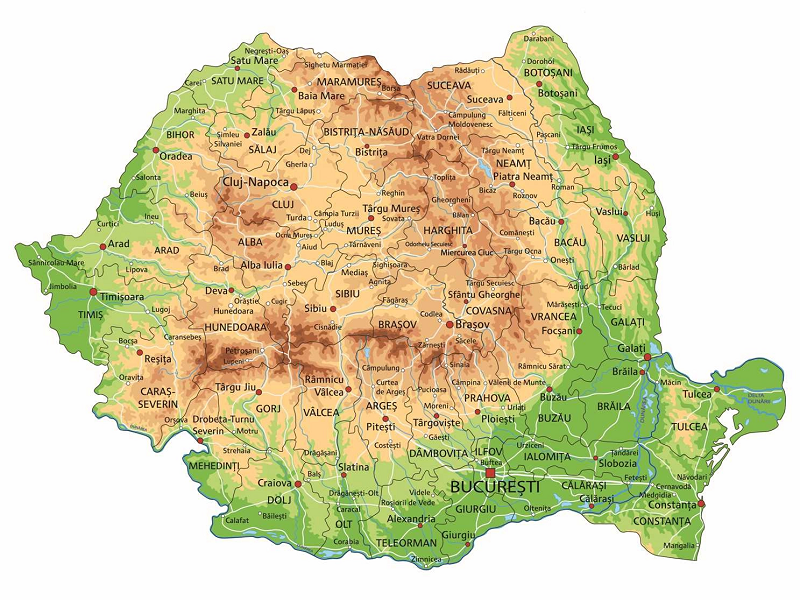 Darabani
Negrești-Oaș
Satu Mare
Sighetu Marmației
Dorohoi
Rădăuți
BOTOȘANI
Carei
SATU MARE
MARAMUREȘ
Borșa
SUCEAVA
Botoșani
Baia Mare
Suceava
Marghita
Târgu Lăpuș
Câmpulung
Moldovenesc
Fălticeni
BIHOR
Șimleu
Silvaniei
Zalău
BISTRIȚA-NĂSĂUD
Vatra Dornei
Pașcani
IAȘI
Târgu Frumos
Oradea
SĂLAJ
Dej
Bistrița
Târgu Neamț
NEAMȚ
Iași
Gherla
Piatra Neamț
Salonta
Cluj-Napoca
Toplița
Bicaz
Roznov
Roman
Beiuș
CLUJ
Reghin
Gheorgheni
Ineu
Turda
Câmpia Turzii
Târgu Mureș
Sovata
Bălan
Bacău
Vaslui
Huși
Curtici
Luduș
MUREȘ
HARGHITA
Comănești
Arad
ARAD
ALBA
Ocna Mureș
Aiud
Târnăveni
Odorheiu Secuiesc
Miercurea Ciuc
Târgu Ocna
BACĂU
VASLUI
Onești
Sânnicolau Mare
Lipova
Brad
Alba Iulia
Blaj
Sighișoara
Mediaș
Bârlad
Jimbolia
Timișoara
Deva
Sebeș
Agnita
Târgu Secuiesc
Adjud
Orăștie
Cugir
SIBIU
Sfântu Gheorghe
TIMIȘ
Lugoj
Hunedoara
Sibiu
Făgăraș
Codlea
COVASNA
Mărășești
Tecuci
HUNEDOARA
Cisnădie
BRAȘOV
Brașov
VRANCEA
GALAȚI
Focșani
Bocșa
Caransebeș
Petroșani
Lupeni
Zărnești
Săcele
Galați
Reșița
Sinaia
Râmnicu Sărat
Brăila
Oravița
Câmpulung
Măcin
CARAȘ-
SEVERIN
Târgu Jiu
Râmnicu
Vâlcea
Curtea
de Argeș
Pucioasa
Câmpina
Vălenii de Munte
Buzău
Tulcea
DELTA
DUNĂRII
GORJ
VÂLCEA
ARGEȘ
Moreni
PRAHOVA
Urlați
BUZĂU
BRĂILA
Orșova
Drobeta-Turnu
Severin
Motru
Pitești
Târgoviște
Ploiești
TULCEA
Găești
Strehaia
Drăgășani
Costești
DÂMBOVIȚA
ILFOV
Urziceni
IALOMIȚA
Țăndărei
MEHEDINȚI
Balș
Slatina
Buftea
Slobozia
Fetești
Năvodari
Craiova
BUCUREȘTI
CĂLĂRAȘI
Cernavodă
DOLJ
Drăgănești-Olt
Videle
Medgidia
Călărași
Constanța
Caracal
Roșiorii de Vede
Calafat
Băilești
OLT
Alexandria
GIURGIU
Oltenița
CONSTANȚA
Corabia
TELEORMAN
Giurgiu
Mangalia
Zimnicea